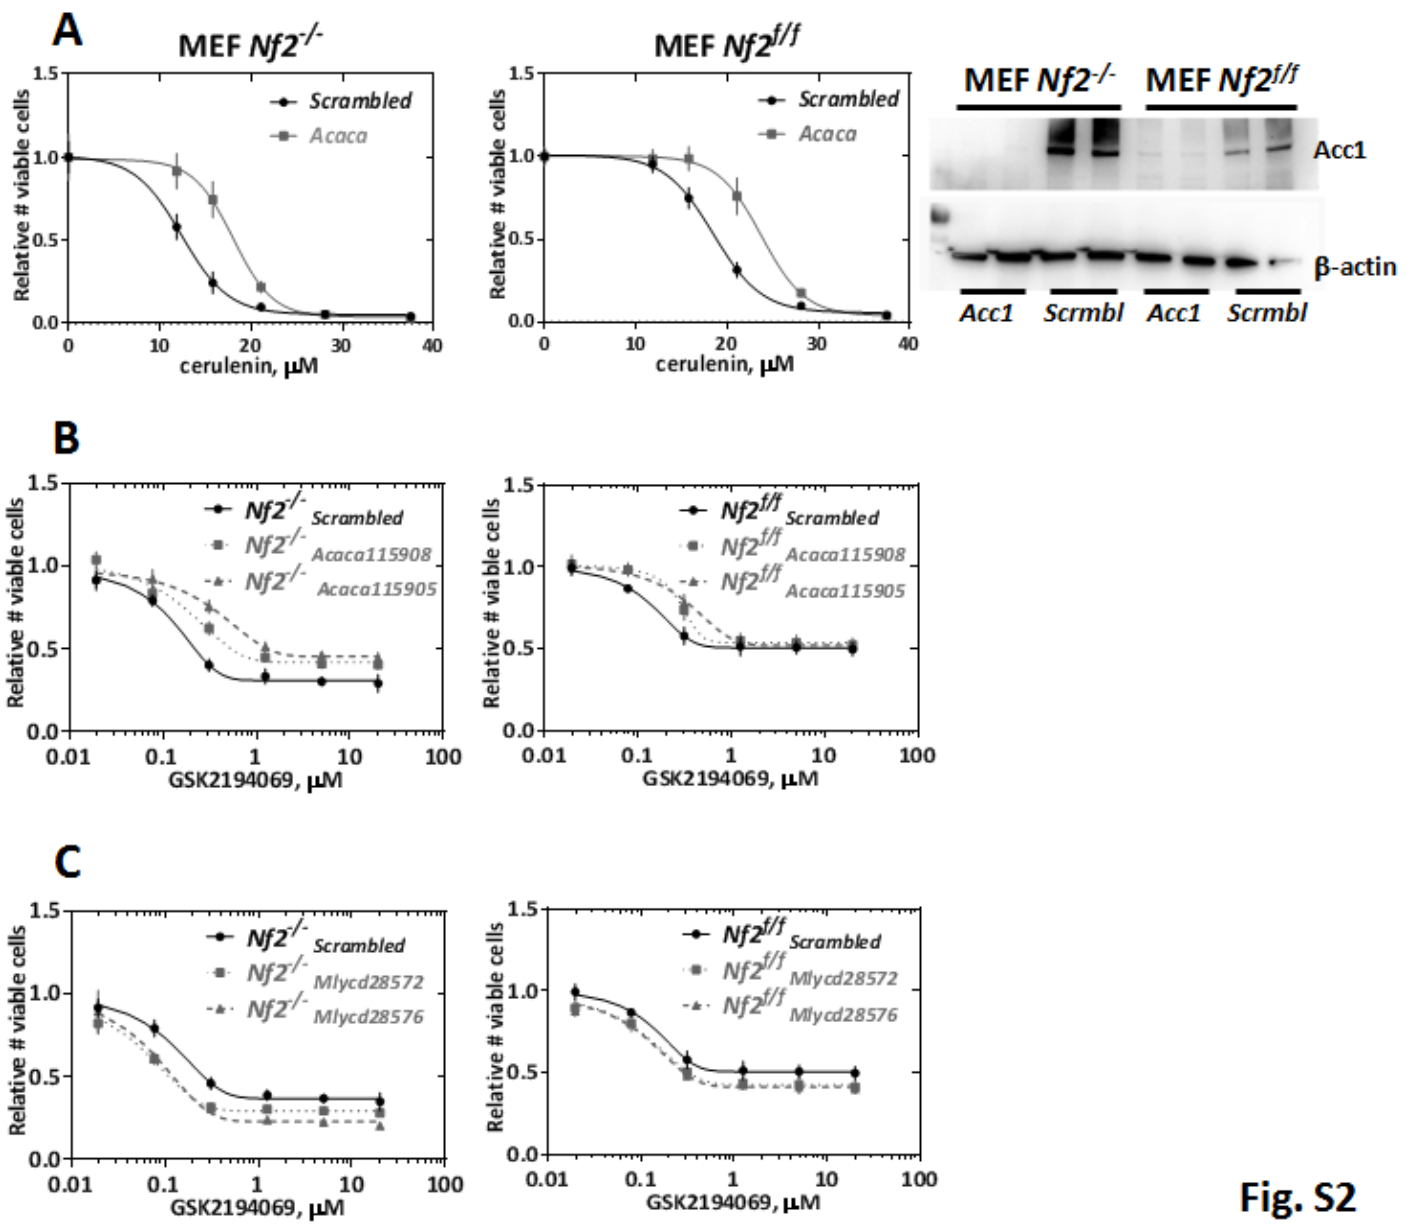 A
MEF Nf2-/-
MEF Nf2f/f
MEF Nf2-/- MEF Nf2f/f
Relative # viable cells
1.5
1.0
0.5
0.0
Scrambled
Acaca
0 10 20 30 40
cerulenin, μM
Relative # viable cells
1.5
1.0
0.5
0.0
Scrambled
Acaca
0 10 20 30 40
cerulenin, μM
Acc1
β-actin
Acc1 Scrmbl Acc1 Scrmbl
B
Relative # viable cells
1.5
1.0
0.5
0.0
Nf2-/- Scrambled
Nf2-/- Acaca115908
Nf2-/- Acaca115905
0.01 0.1 1 10 100
GSK2194069, μM
Relative # viable cells
1.5
1.0
0.5
0.0
Nf2f/f Scrambled
Nf2f/f Acaca115908
Nf2f/f Acaca115905
0.01 0.1 1 10 100
GSK2194069, μM
C
Relative # viable cells
1.5
1.0
0.5
0.0
Nf2-/- Scrambled
Nf2-/- Mlycd28572
Nf2-/- Mlycd28576
0.01 0.1 1 10 100
GSK2194069, μM
Relative # viable cells
1.5
1.0
0.5
0.0
Nf2f/f Scrambled
Nf2f/f Mlycd28572
Nf2f/f Mlycd28576
0.01 0.1 1 10 100
GSK2194069, μM
Fig. S2